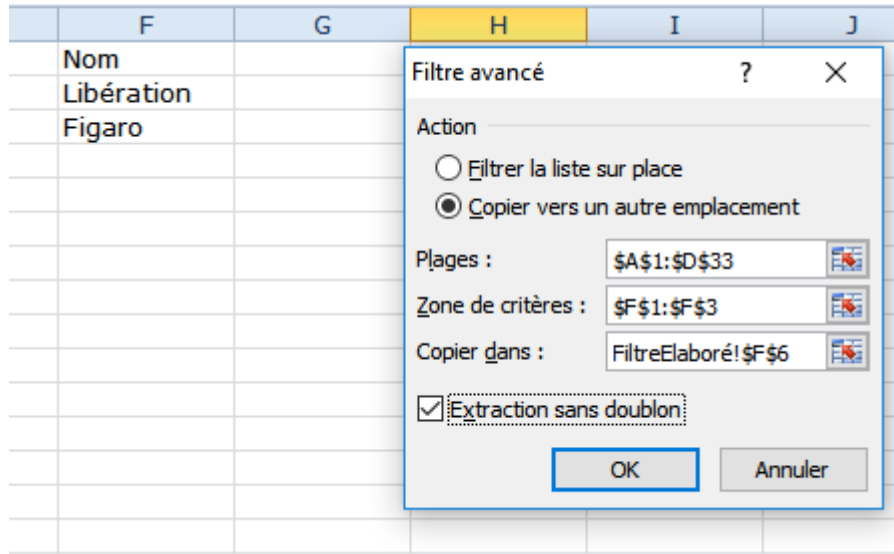 F G H I J
Nom
Libération
Figaro
Filtre avancé ?
Action
Filtrer la liste sur place
Copier vers un autre emplacement
Plages : $A$1:$D$33
Zone de critères : $F$1:$F$3
Copier dans : FiltreElaboré!$F$6
Extraction sans doublon
OK Annuler